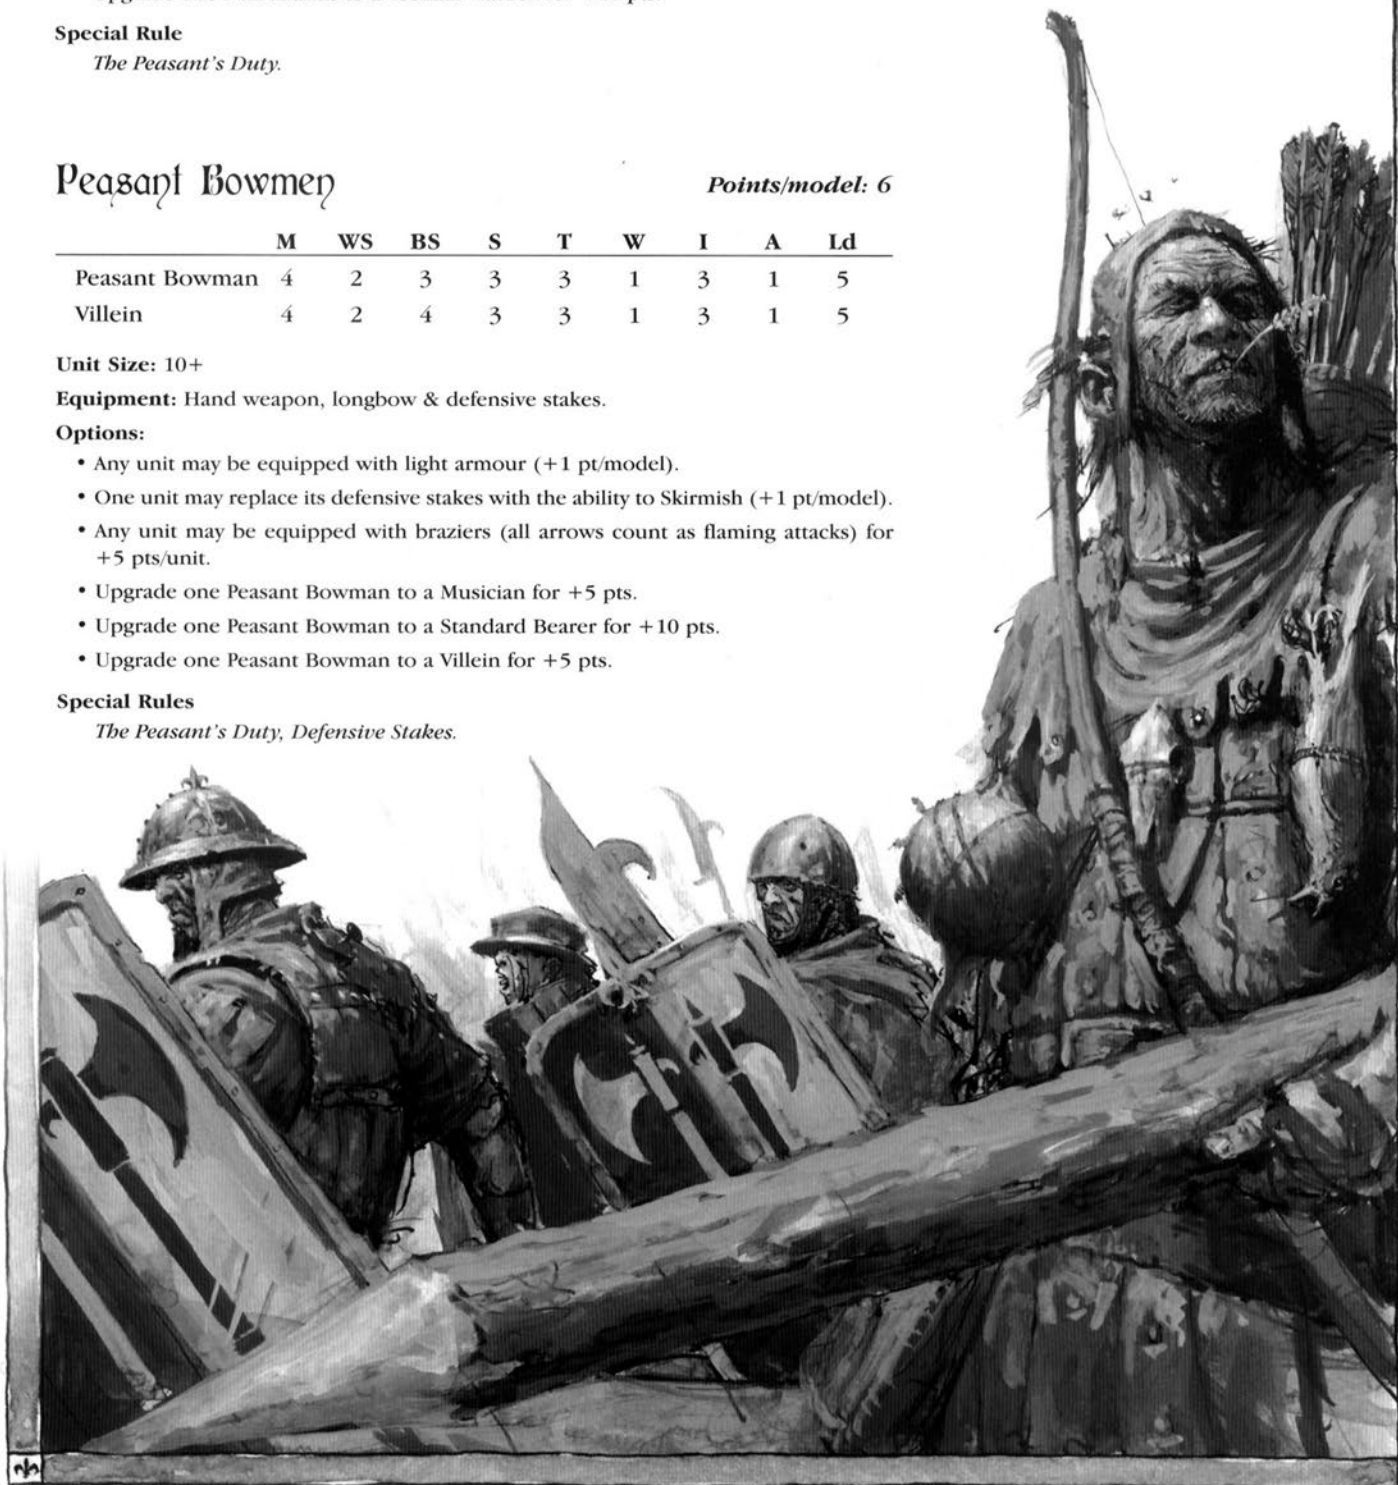 Special Rule
The Peasant's Duty.
Peasant Bowmen Points/model: 6
M WS BS S T W I A Ld
Peasant Bowman 4 2 3 3 3 1 3 1 5
Villein 4 2 4 3 3 1 3 1 5
Unit Size: 10+
Equipment: Hand weapon, longbow & defensive stakes.
Options:
• Any unit may be equipped with light armour (+1 pt/model).
• One unit may replace its defensive stakes with the ability to Skirmish (+1 pt/model).
• Any unit may be equipped with braziers (all arrows count as flaming attacks) for
+5 pts/unit.
• Upgrade one Peasant Bowman to a Musician for +5 pts.
• Upgrade one Peasant Bowman to a Standard Bearer for +10 pts.
• Upgrade one Peasant Bowman to a Villein for +5 pts.
Special Rules
The Peasant's Duty, Defensive Stakes.